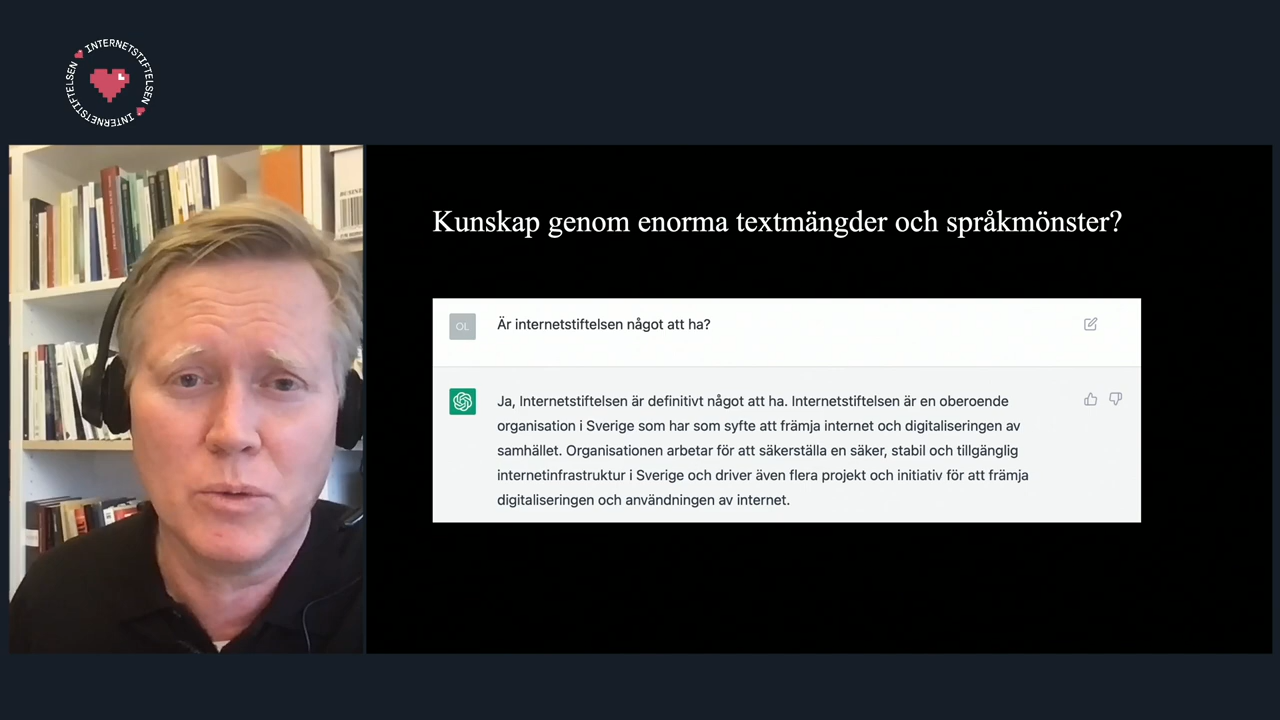 INTERNETSTIFTELSEN
INTERNETSTIFTELSEN
Kunskap genom enorma textmängder och språkmönster?
OL
Är internetstiftelsen något att ha?
Ja, Internetstiftelsen är definitivt något att ha. Internetstiftelsen är en oberoende
organisation i Sverige som har som syfte att främja internet och digitaliseringen av
samhället. Organisationen arbetar för att säkerställa en säker, stabil och tillgänglig
internetinfrastruktur i Sverige och driver även flera projekt och initiativ för att främja
digitaliseringen och användningen av internet.